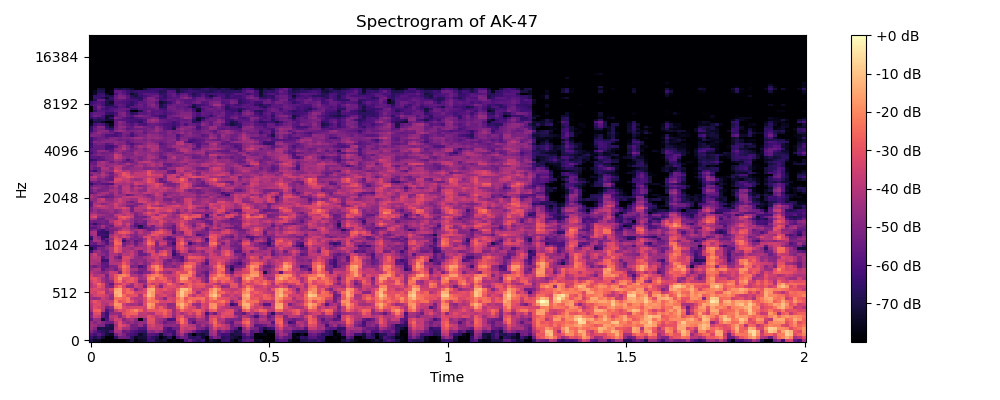 Spectrogram of AK-47
16384
8192
4096
2048
1024
512
0
Hz
0
0.5
1
1.5
2
Time
+0 dB
-10 dB
-20 dB
-30 dB
-40 dB
-50 dB
-60 dB
-70 dB